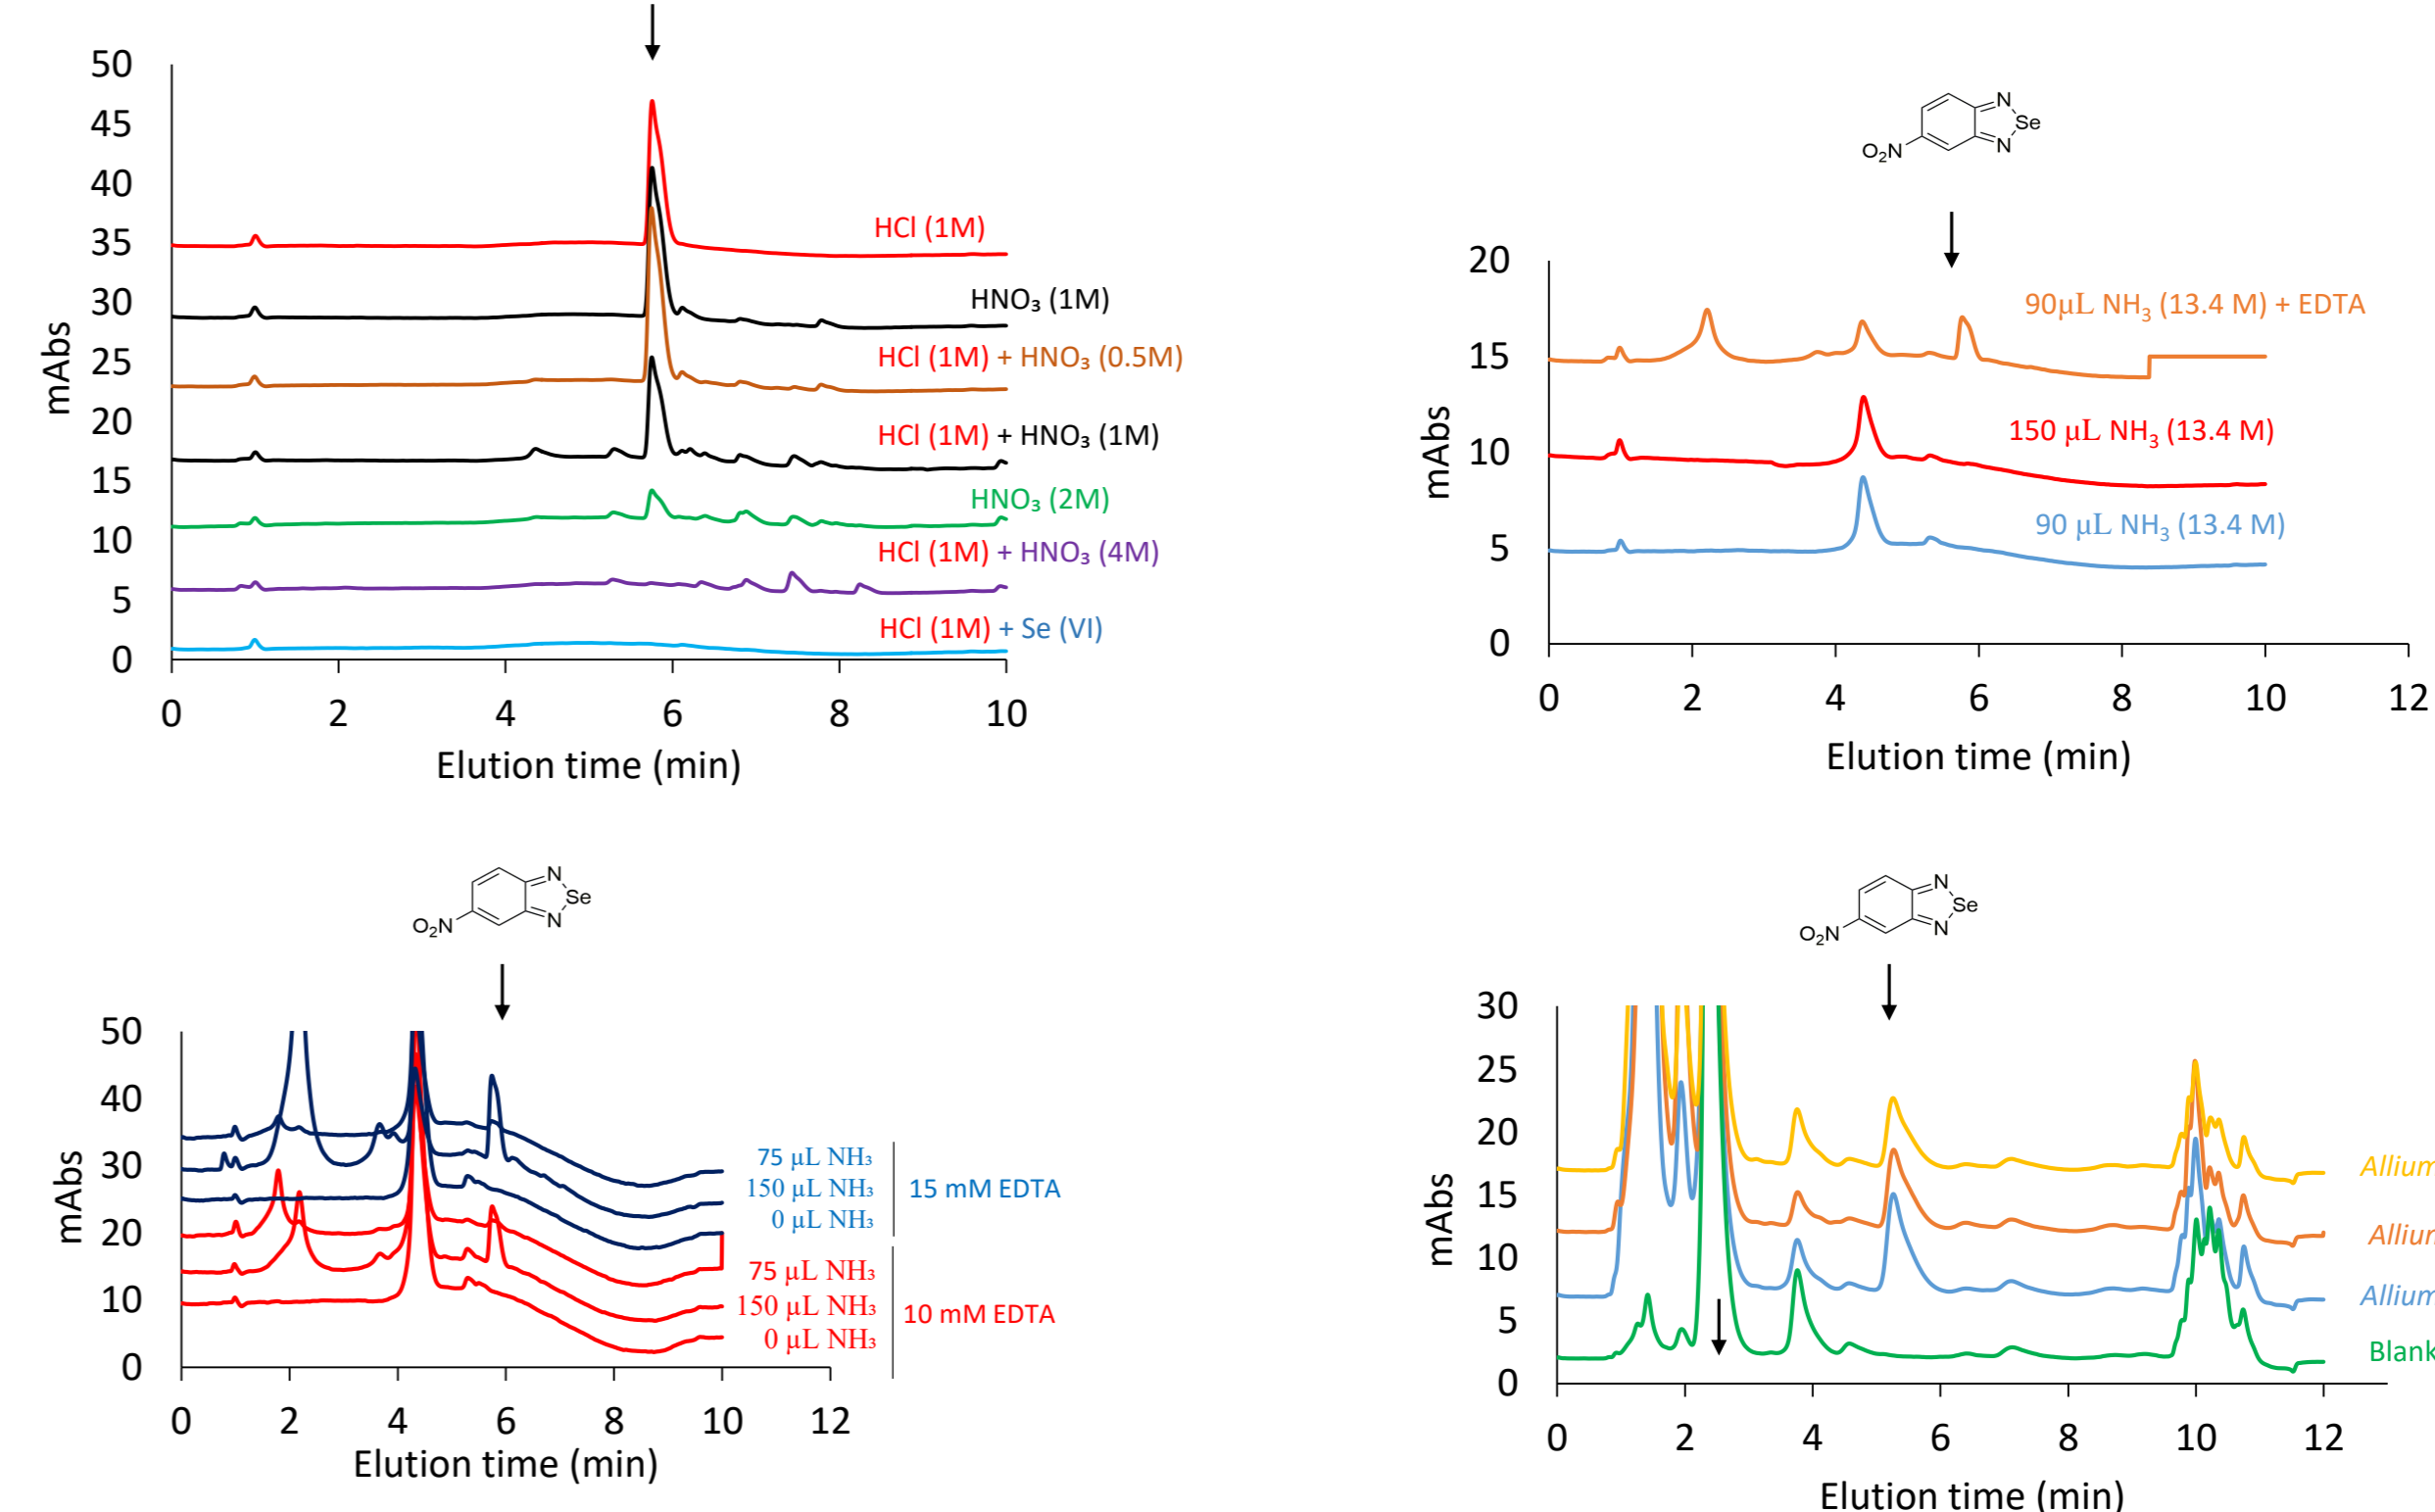 50
45
40
35
30
25
20
15
10
5
0
mAbs
HCl (1M)
HNO₃ (1M)
HCl (1M) + HNO₃ (0.5M)
HCl (1M) + HNO₃ (1M)
HNO₃ (2M)
HCl (1M) + HNO₃ (4M)
HCl (1M) + Se (VI)
0 2 4 6 8 10
Elution time (min)
N
Se
N
O₂N
20
15
10
5
0
mAbs
90μL NH₃ (13.4 M) + EDTA
150 μL NH₃ (13.4 M)
90 μL NH₃ (13.4 M)
0 2 4 6 8 10 12
Elution time (min)
N
Se
N
O₂N
50
40
30
20
10
0
mAbs
75 μL NH₃
150 μL NH₃
0 μL NH₃
15 mM EDTA
75 μL NH₃
150 μL NH₃
0 μL NH₃
10 mM EDTA
0 2 4 6 8 10 12
Elution time (min)
N
Se
N
O₂N
30
25
20
15
10
5
0
mAbs
Allium
Allium
Allium
Blank
0 2 4 6 8 10 12
Elution time (min)